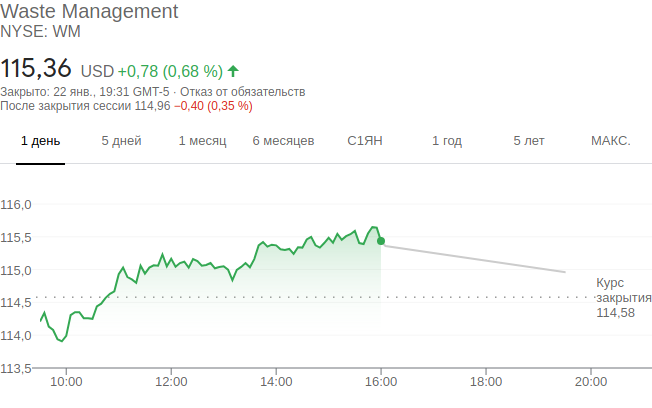 Waste Management
NYSE: WM
115,36 USD +0,78 (0,68 %)
Закрыто: 22 янв., 19:31 GMT-5 · Отказ от обязательств
После закрытия сессии 114,96 −0,40 (0,35 %)
1 день 5 дней 1 месяц 6 месяцев С1ЯН 1 год 5 лет МАКС.
116,0
115,5
115,0
114,5
114,0
113,5
Курс
закрытия
114,58
10:00 12:00 14:00 16:00 18:00 20:00